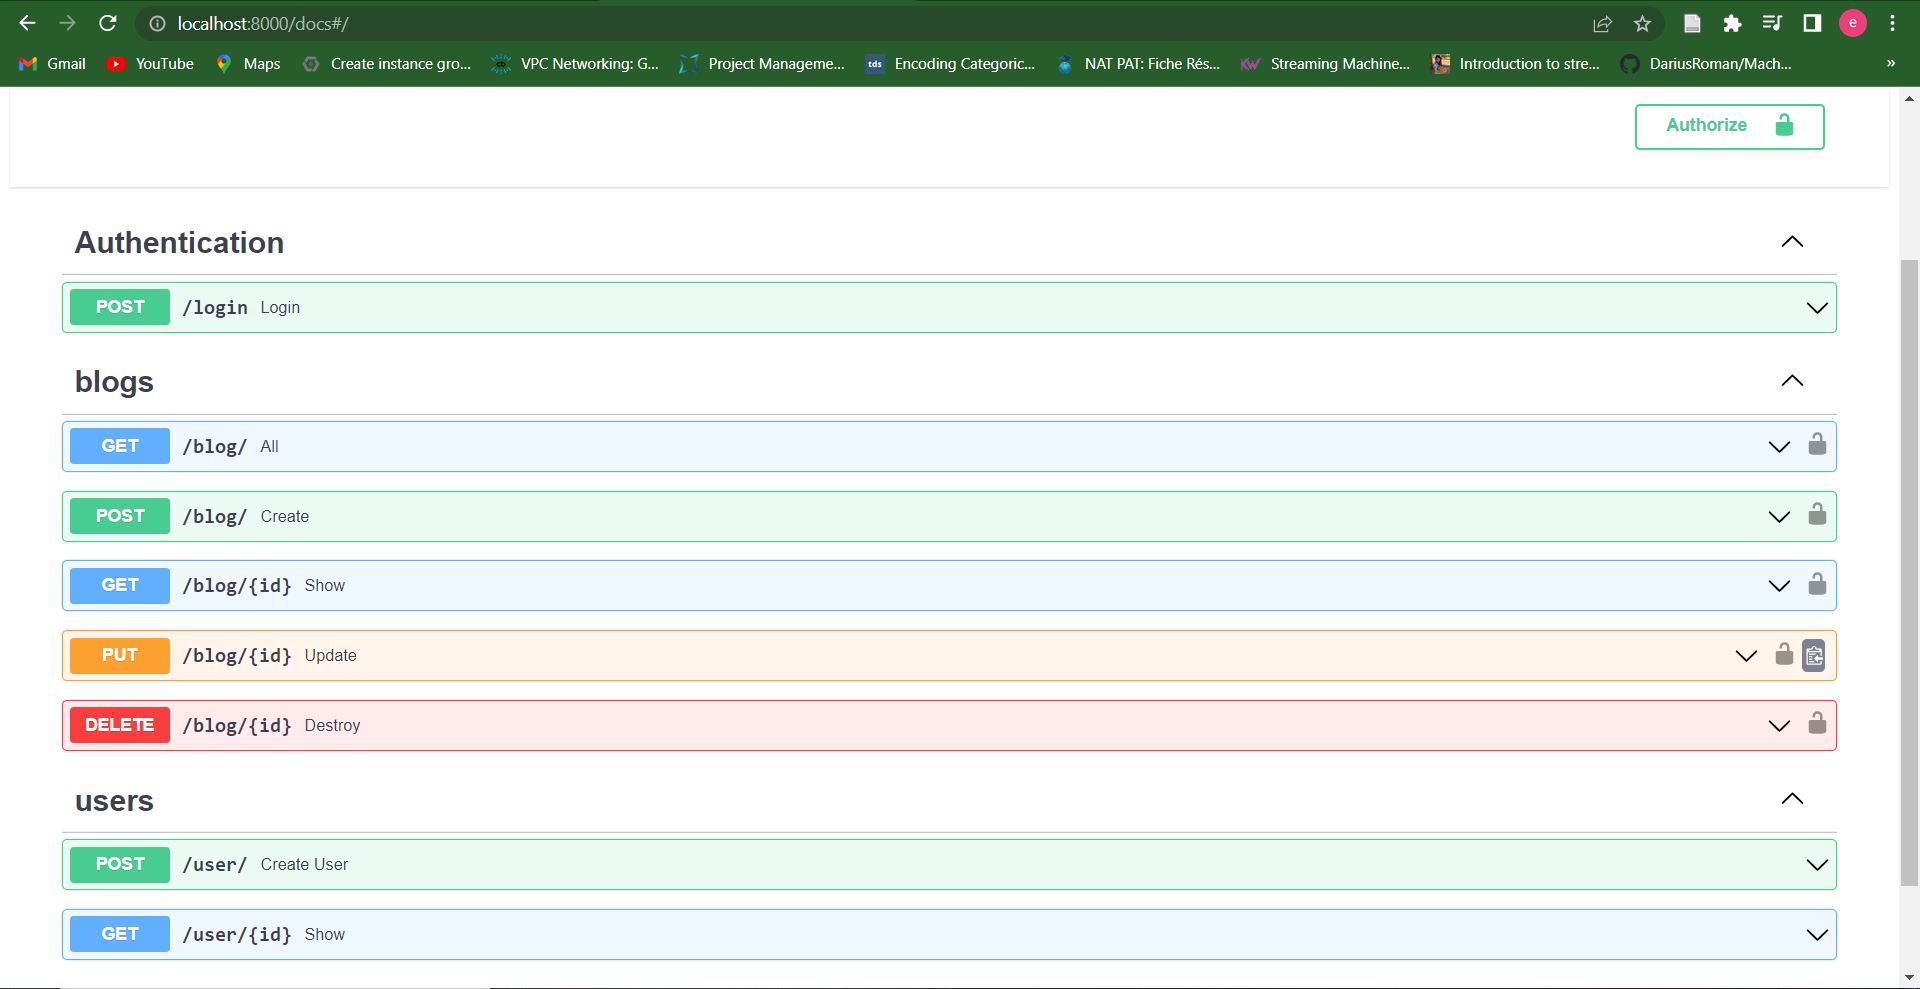 localhost:8000/docs#/
e
Gmail YouTube Maps Create instance gro... VPC Networking: G... Project Manageme... tds Encoding Categoric... NAT PAT: Fiche Rés... KW Streaming Machine... Introduction to stre... DariusRoman/Mach... »
Authorize
Authentication
POST /login Login
blogs
GET /blog/ All
POST /blog/ Create
GET /blog/{id} Show
PUT /blog/{id} Update
DELETE /blog/{id} Destroy
users
POST /user/ Create User
GET /user/{id} Show